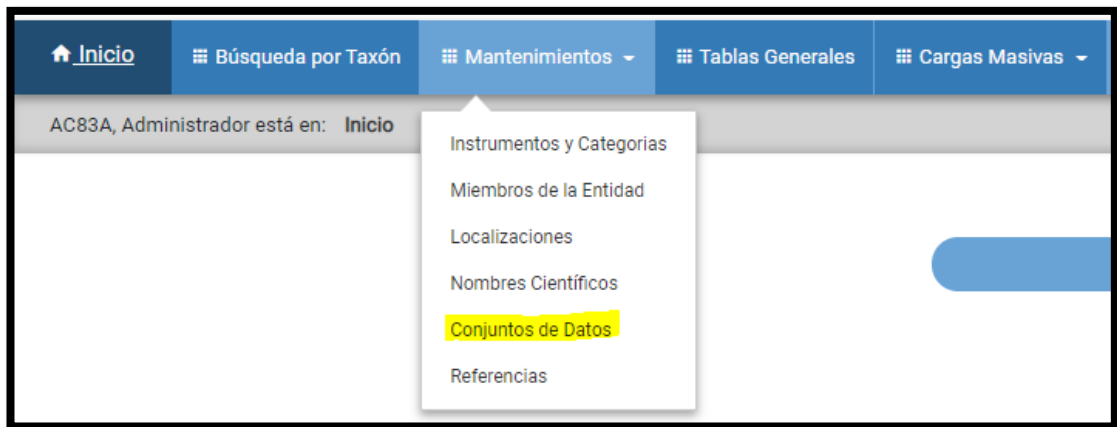 Inicio
Búsqueda por Taxón
Mantenimientos
Tablas Generales
Cargas Masivas
AC83A, Administrador está en: Inicio
Instrumentos y Categorias
Miembros de la Entidad
Localizaciones
Nombres Científicos
Conjuntos de Datos
Referencias